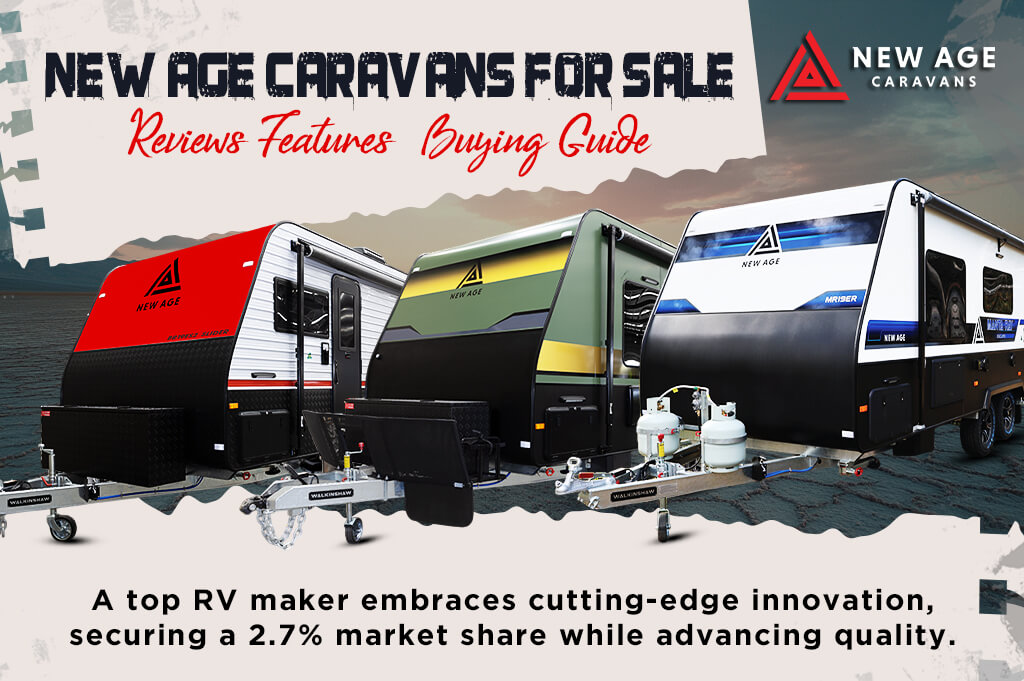 NEW AGE CARAVANS FOR SALE
Reviews Features Buying Guide
NEW AGE
CARAVANS
NEW AGE
NEW AGE
NEW AGE
MR19ER
NEW AGE
WALKINSHAW
WALKINSHAW
WALKINSHAW
A top RV maker embraces cutting-edge innovation,
securing a 2.7% market share while advancing quality.